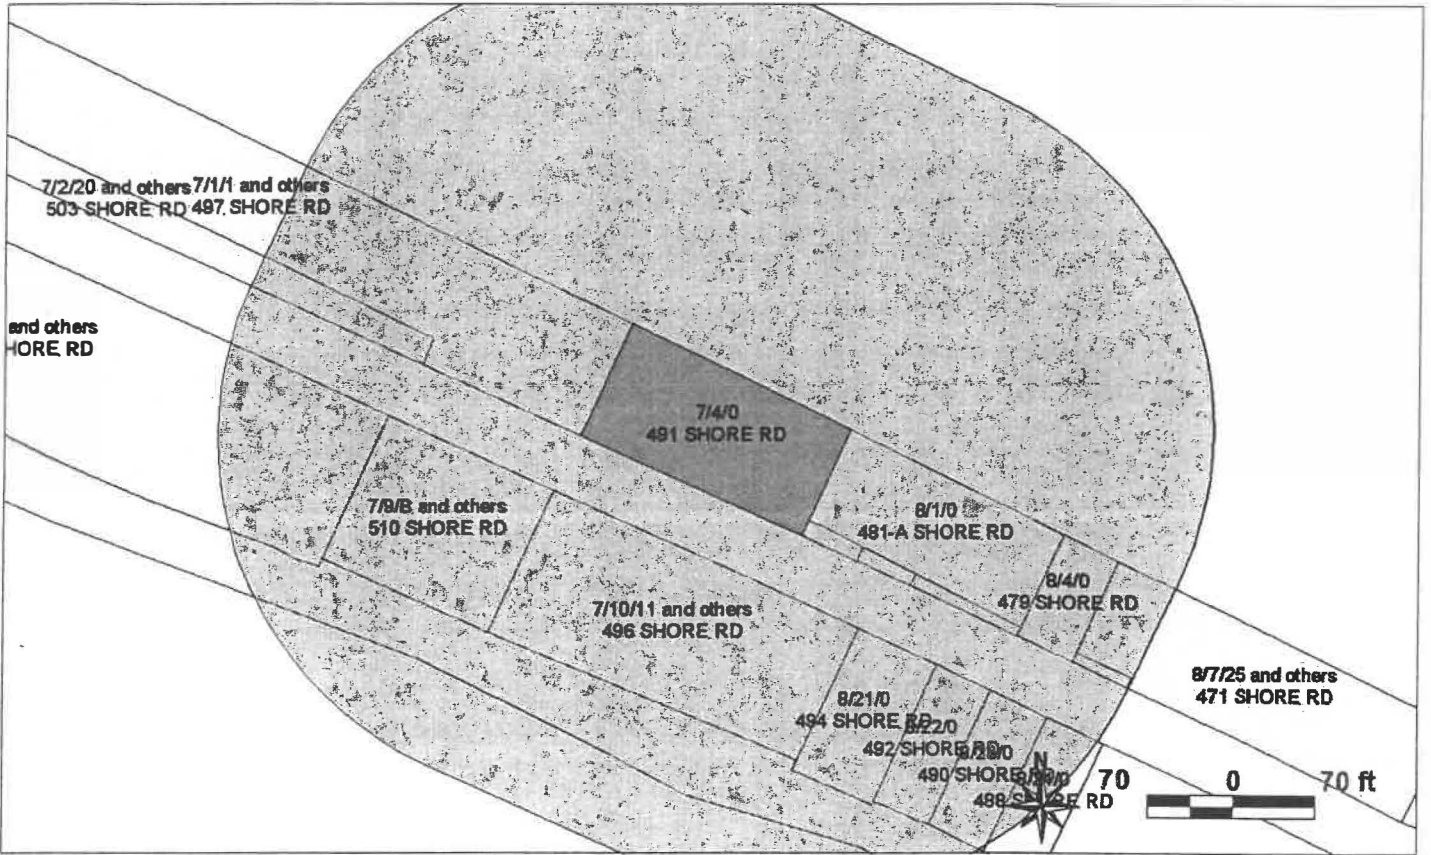 7/2/20 and others
503 SHORE RD
7/1/1 and others
497 SHORE RD
and others
HORE RD
7/4/0
491 SHORE RD
7/9/B and others
510 SHORE RD
8/1/0
481-A SHORE RD
8/4/0
479 SHORE RD
7/10/11 and others
496 SHORE RD
8/7/25 and others
471 SHORE RD
8/21/0
494 SHORE RD
8/22/0
492 SHORE RD
490 SHORE
488 SHORE RD
N
70 0 70 ft